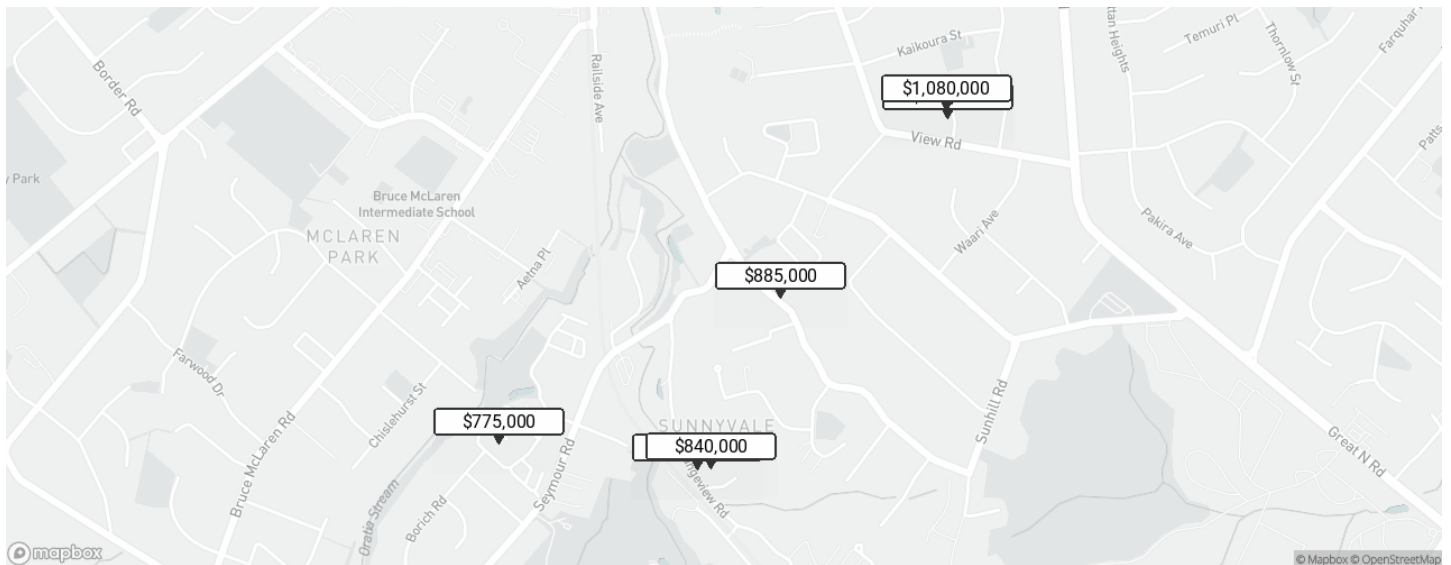 Border Rd
Railside Ave
Kaikoura St
Temuri Pl
Thornlow St
Farquhar
Heights
$1,080,000
View Rd
Patts
Park
Bruce McLaren
Intermediate School
MCLAREN
PARK
Aetna Pl
Waari Ave
Pakira Ave
$885,000
Farwood Dr
Chislehurst St
Bruce McLaren Rd
$775,000
SUNNYVALE
$840,000
Sunhill Rd
Great N Rd
Seymour Rd
Borich Rd
Oratia Stream
ngeview Rd
mapbox
© Mapbox © OpenStreetMap